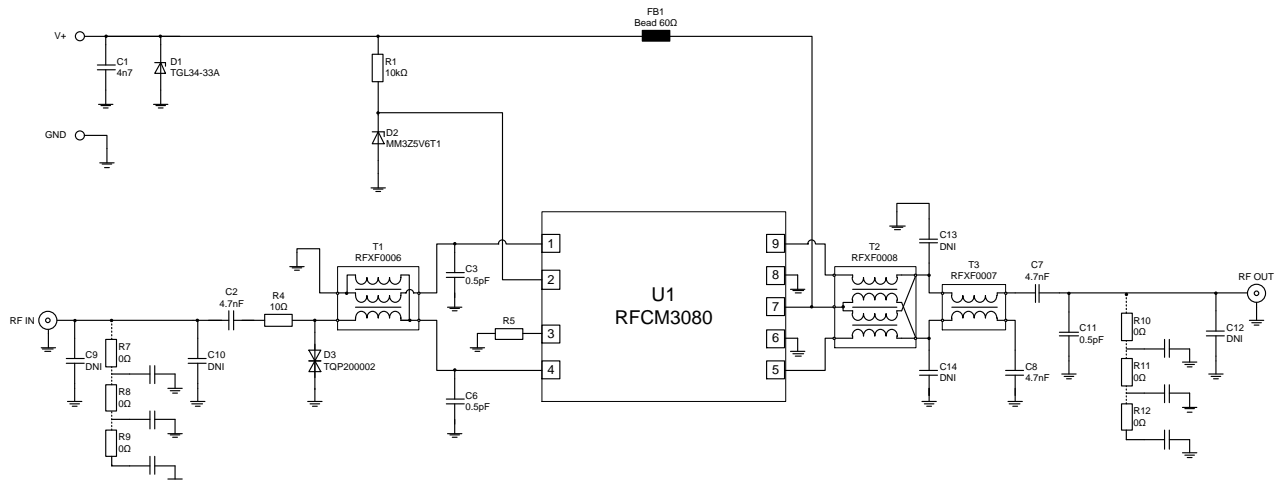 FB1
Bead 60Ω
V+
C1
4n7
D1
TGL34-33A
R1
10kΩ
GND
D2
MM3Z5V6T1
T1
RFXF0006
C3
0.5pF
1
2
3
4
U1
RFCM3080
9
8
7
6
5
T2
RFXF0008
C13
DNI
T3
RFXF0007
C7
4.7nF
RF OUT
C2
4.7nF
R4
10Ω
RF IN
R5
R7
0Ω
C9
DNI
C10
DNI
D3
TQP200002
R8
0Ω
R9
0Ω
C6
0.5pF
C14
DNI
C8
4.7nF
C11
0.5pF
R10
0Ω
C12
DNI
R11
0Ω
R12
0Ω